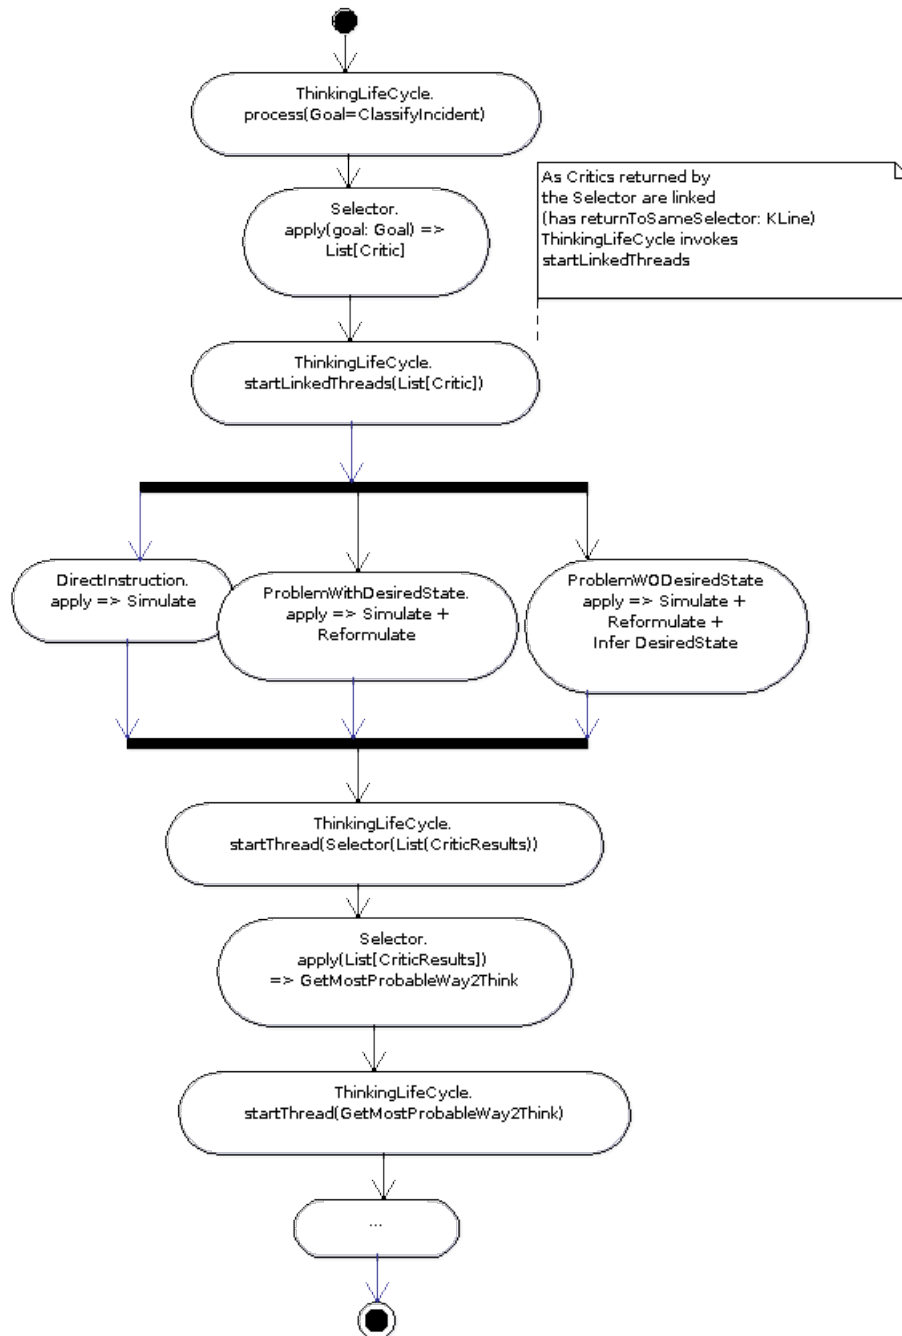 ThinkingLifeCycle.
process(Goal=ClassifyIncident)
As Critics returned by
the Selector are linked
(has returnToSameSelector: KLine)
ThinkingLifeCycle invokes
startLinkedThreads
Selector.
apply(goal: Goal) =>
List[Critic]
ThinkingLifeCycle.
startLinkedThreads(List[Critic])
DirectInstruction.
apply => Simulate
ProblemWithDesiredState.
apply => Simulate +
Reformulate
ProblemWODesiredState
apply => Simulate +
Reformulate +
Infer DesiredState
ThinkingLifeCycle.
startThread(Selector(List(CriticResults))
Selector.
apply(List[CriticResults])
=> GetMostProbableWay2Think
ThinkingLifeCycle.
startThread(GetMostProbableWay2Think)
...